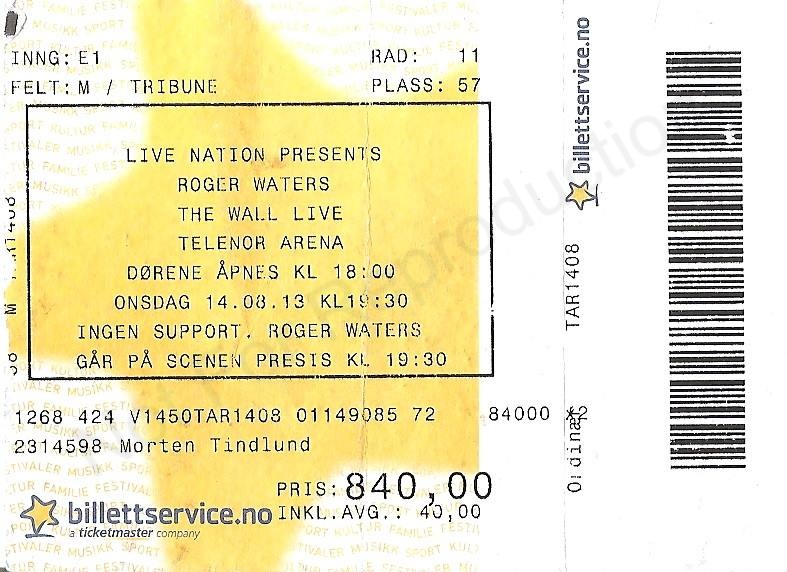 INNG: E1 RAD: 11
FELT: M / TRIBUNE PLASS: 57
LIVE NATION PRESENTS
ROGER WATERS
THE WALL LIVE
TELENOR ARENA
DØRENE ÅPNES KL 18:00
ONSDAG 14.08.13 KL19:30
INGEN SUPPORT. ROGER WATERS
GÅR PÅ SCENEN PRESIS KL 19:30
1268 424 V1450TAR1408 01149085 72 84000 *2
2314598 Morten Tindlund
PRIS: 840,00
INKL.AVG.: 40,00
billettservice.no
a ticketmaster company
billettservice.no
TAR1408
Ordinær